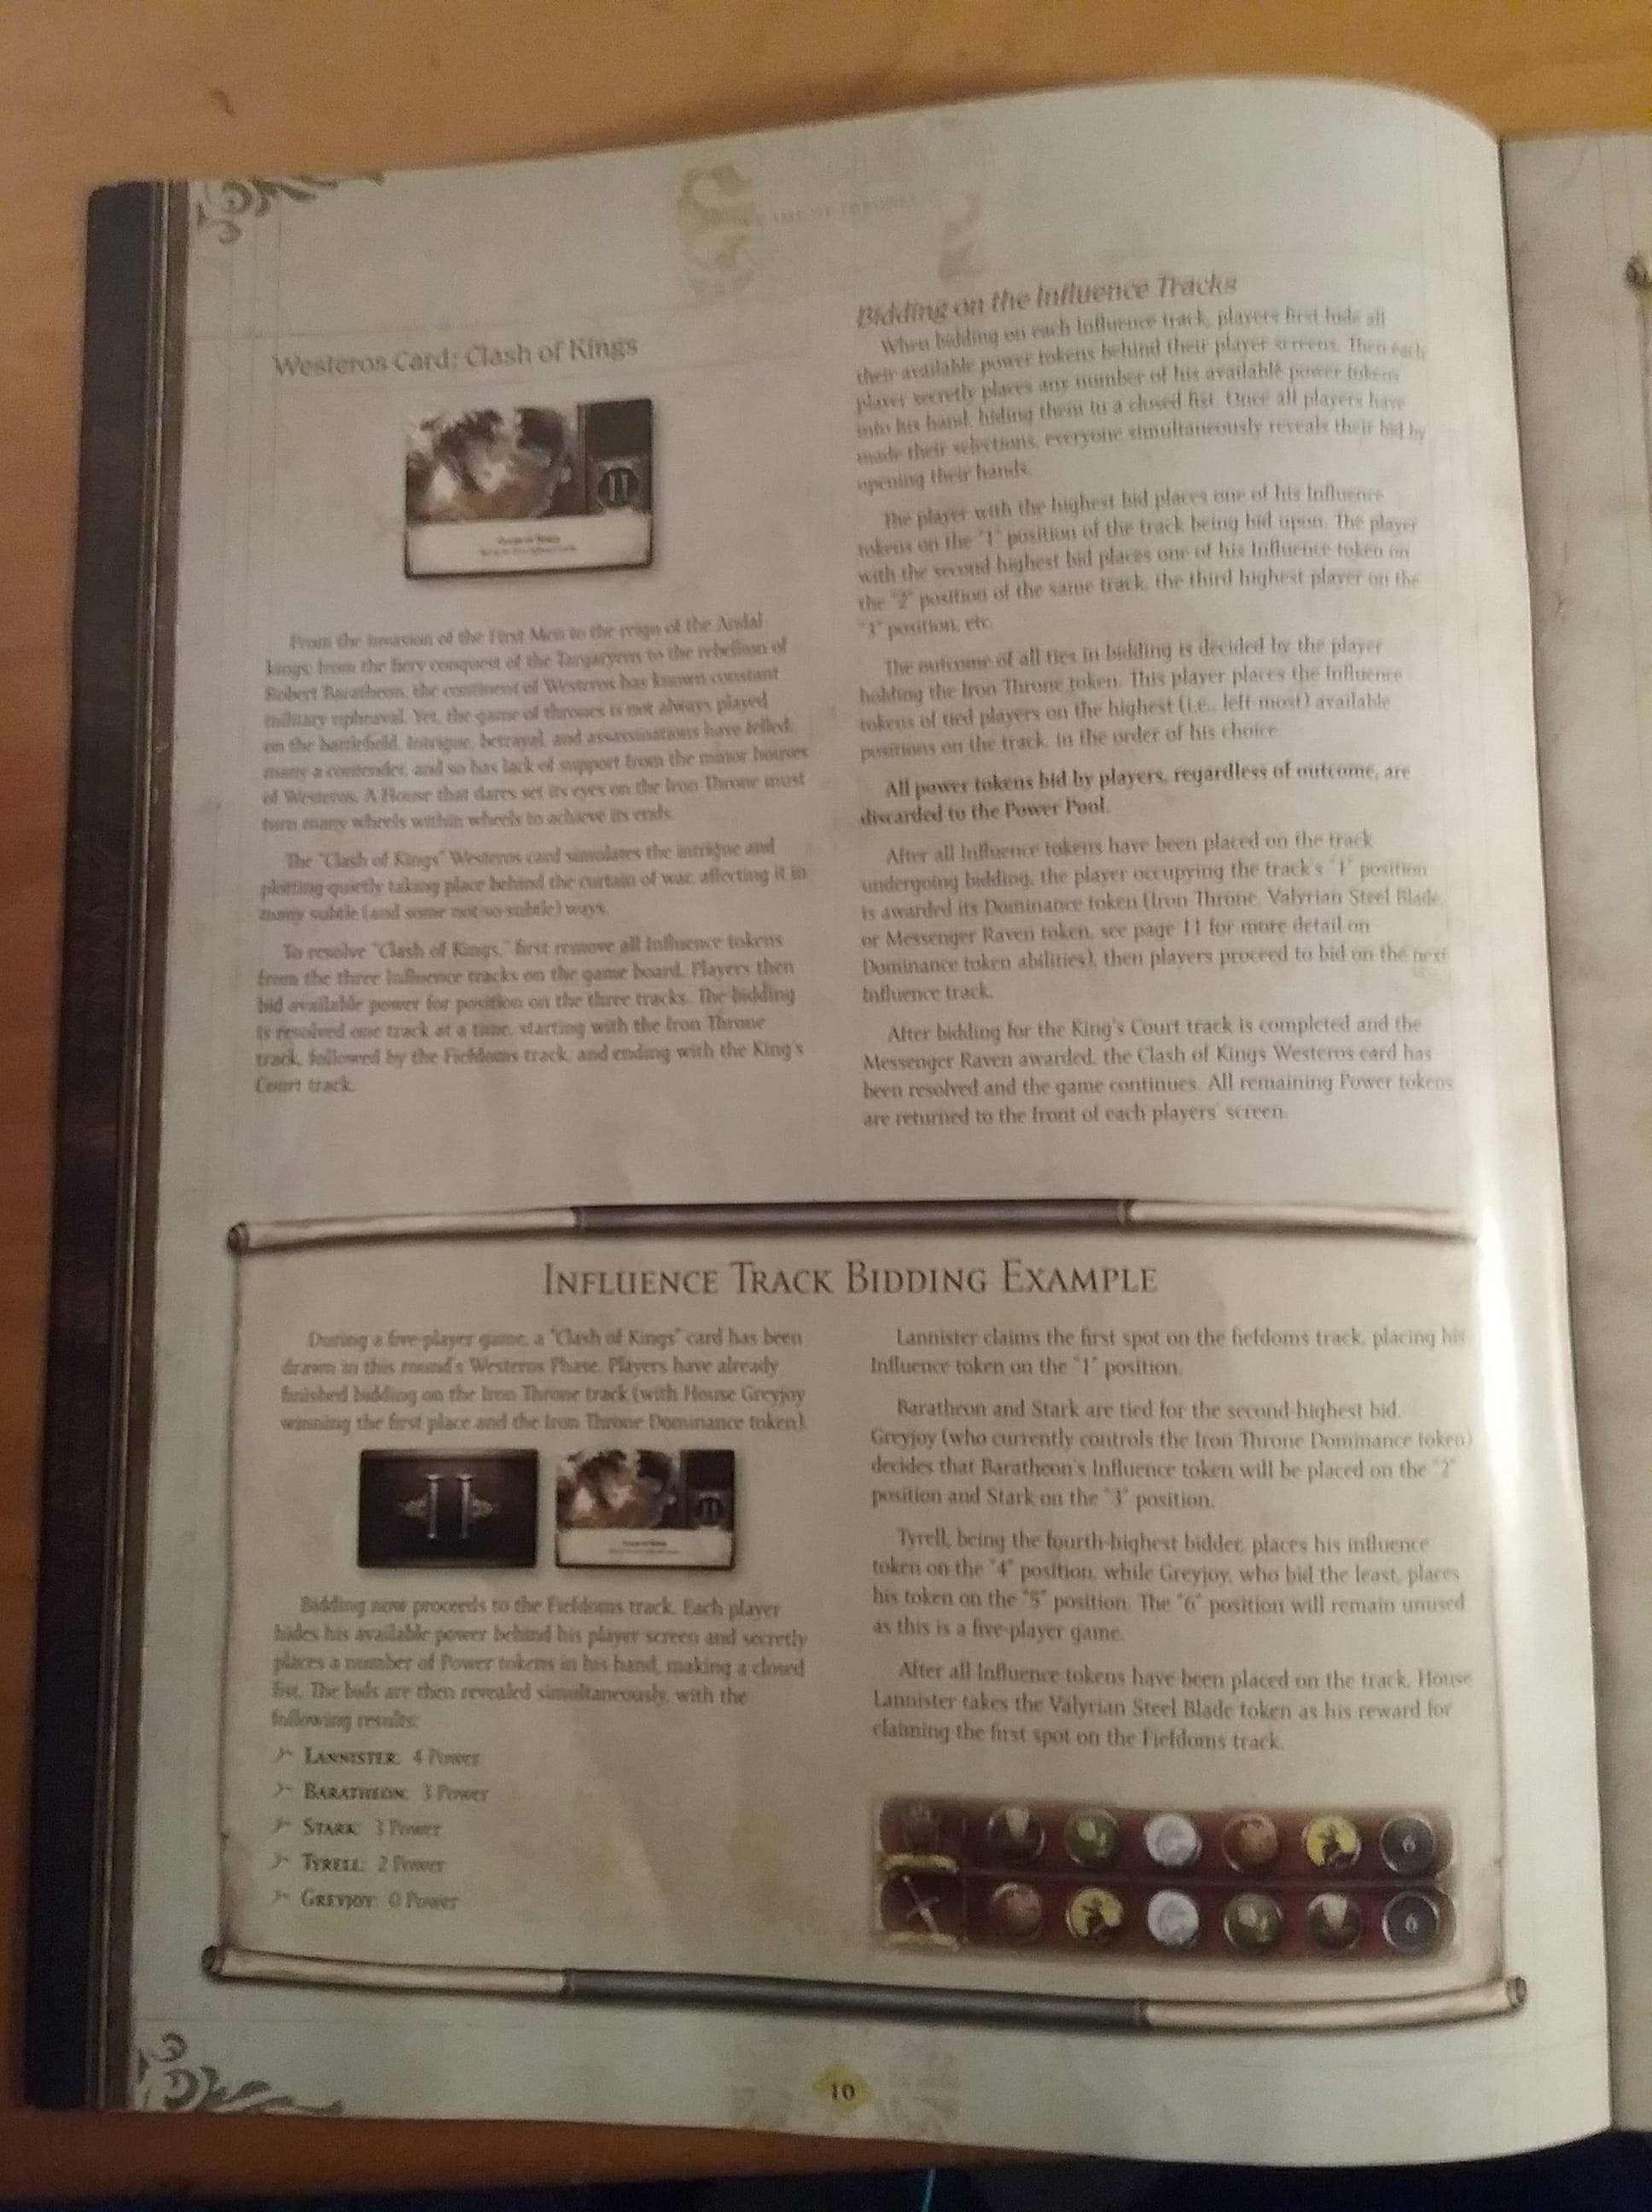 Westeros Card: Clash of Kings
From the invasion of the First Men to the reign of the Andal
kings; from the fiery conquest of the Targaryens to the rebellion of
Robert Baratheon, the continent of Westeros has known constant
military upheaval. Yet, the game of thrones is not always played
on the battlefield. Intrigue, betrayal, and assassinations have felled
many a contender, and so has lack of support from the minor houses
of Westeros. A House that dares set its eyes on the Iron Throne must
turn many wheels within wheels to achieve its ends.
The "Clash of Kings" Westeros card simulates the intrigue and
plotting quietly taking place behind the curtain of war, affecting it in
many subtle (and some not-so-subtle) ways.
To resolve "Clash of Kings," first remove all Influence tokens
from the three Influence tracks on the game board. Players then
bid available power for position on the three tracks. The bidding
is resolved one track at a time, starting with the Iron Throne
track, followed by the Fiefdoms track, and ending with the King's
Court track.
Bidding on the Influence Tracks
When bidding on each Influence track, players first hide all
their available power tokens behind their player screens. Then each
player secretly places any number of his available power tokens
into his hand, hiding them in a closed fist. Once all players have
made their selections, everyone simultaneously reveals their bid by
opening their hands.
The player with the highest bid places one of his Influence
tokens on the "1" position of the track being bid upon. The player
with the second highest bid places one of his Influence token on
the "2" position of the same track, the third highest player on the
"3" position, etc.
The outcome of all ties in bidding is decided by the player
holding the Iron Throne token. This player places the Influence
tokens of tied players on the highest (i.e., left-most) available
positions on the track, in the order of his choice.
All power tokens bid by players, regardless of outcome, are
discarded to the Power Pool.
After all Influence tokens have been placed on the track
undergoing bidding, the player occupying the track's "1" position
is awarded its Dominance token (Iron Throne, Valyrian Steel Blade,
or Messenger Raven token, see page 11 for more detail on
Dominance token abilities), then players proceed to bid on the next
Influence track.
After bidding for the King's Court track is completed and the
Messenger Raven awarded, the Clash of Kings Westeros card has
been resolved and the game continues. All remaining Power tokens
are returned to the front of each players' screen.
INFLUENCE TRACK BIDDING EXAMPLE
During a five-player game, a "Clash of Kings" card has been
drawn in this round's Westeros Phase. Players have already
finished bidding on the Iron Throne track (with House Greyjoy
winning the first place and the Iron Throne Dominance token).
II
Bidding now proceeds to the Fiefdoms track. Each player
hides his available power behind his player screen and secretly
places a number of Power tokens in his hand, making a closed
fist. The bids are then revealed simultaneously, with the
following results:
LANNISTER: 4 Power
BARATHEON: 3 Power
STARK: 3 Power
TYRELL: 2 Power
GREYJOY: 0 Power
Lannister claims the first spot on the fiefdoms track, placing his
Influence token on the "1" position.
Baratheon and Stark are tied for the second-highest bid.
Greyjoy (who currently controls the Iron Throne Dominance token)
decides that Baratheon's Influence token will be placed on the "2"
position and Stark on the "3" position.
Tyrell, being the fourth-highest bidder, places his influence
token on the "4" position, while Greyjoy, who bid the least, places
his token on the "5" position. The "6" position will remain unused
as this is a five-player game.
After all Influence tokens have been placed on the track, House
Lannister takes the Valyrian Steel Blade token as his reward for
claiming the first spot on the Fiefdoms track.
6
6
10